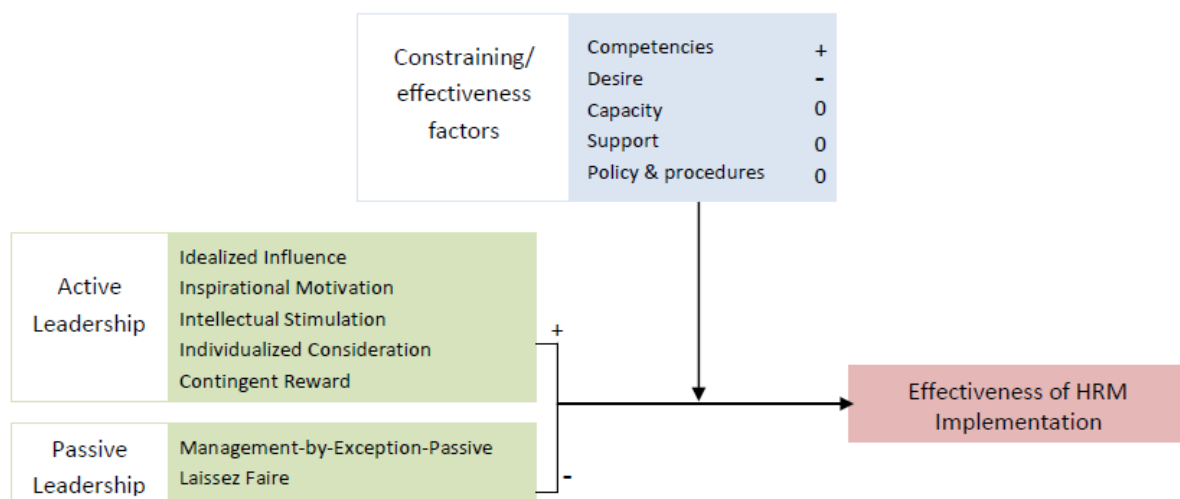 Constraining/
effectiveness
factors
Competencies +
Desire -
Capacity 0
Support 0
Policy & procedures 0
Active
Leadership
Idealized Influence
Inspirational Motivation
Intellectual Stimulation
Individualized Consideration
Contingent Reward
+
Effectiveness of HRM
Implementation
Passive
Leadership
Management-by-Exception-Passive
Laissez Faire
-